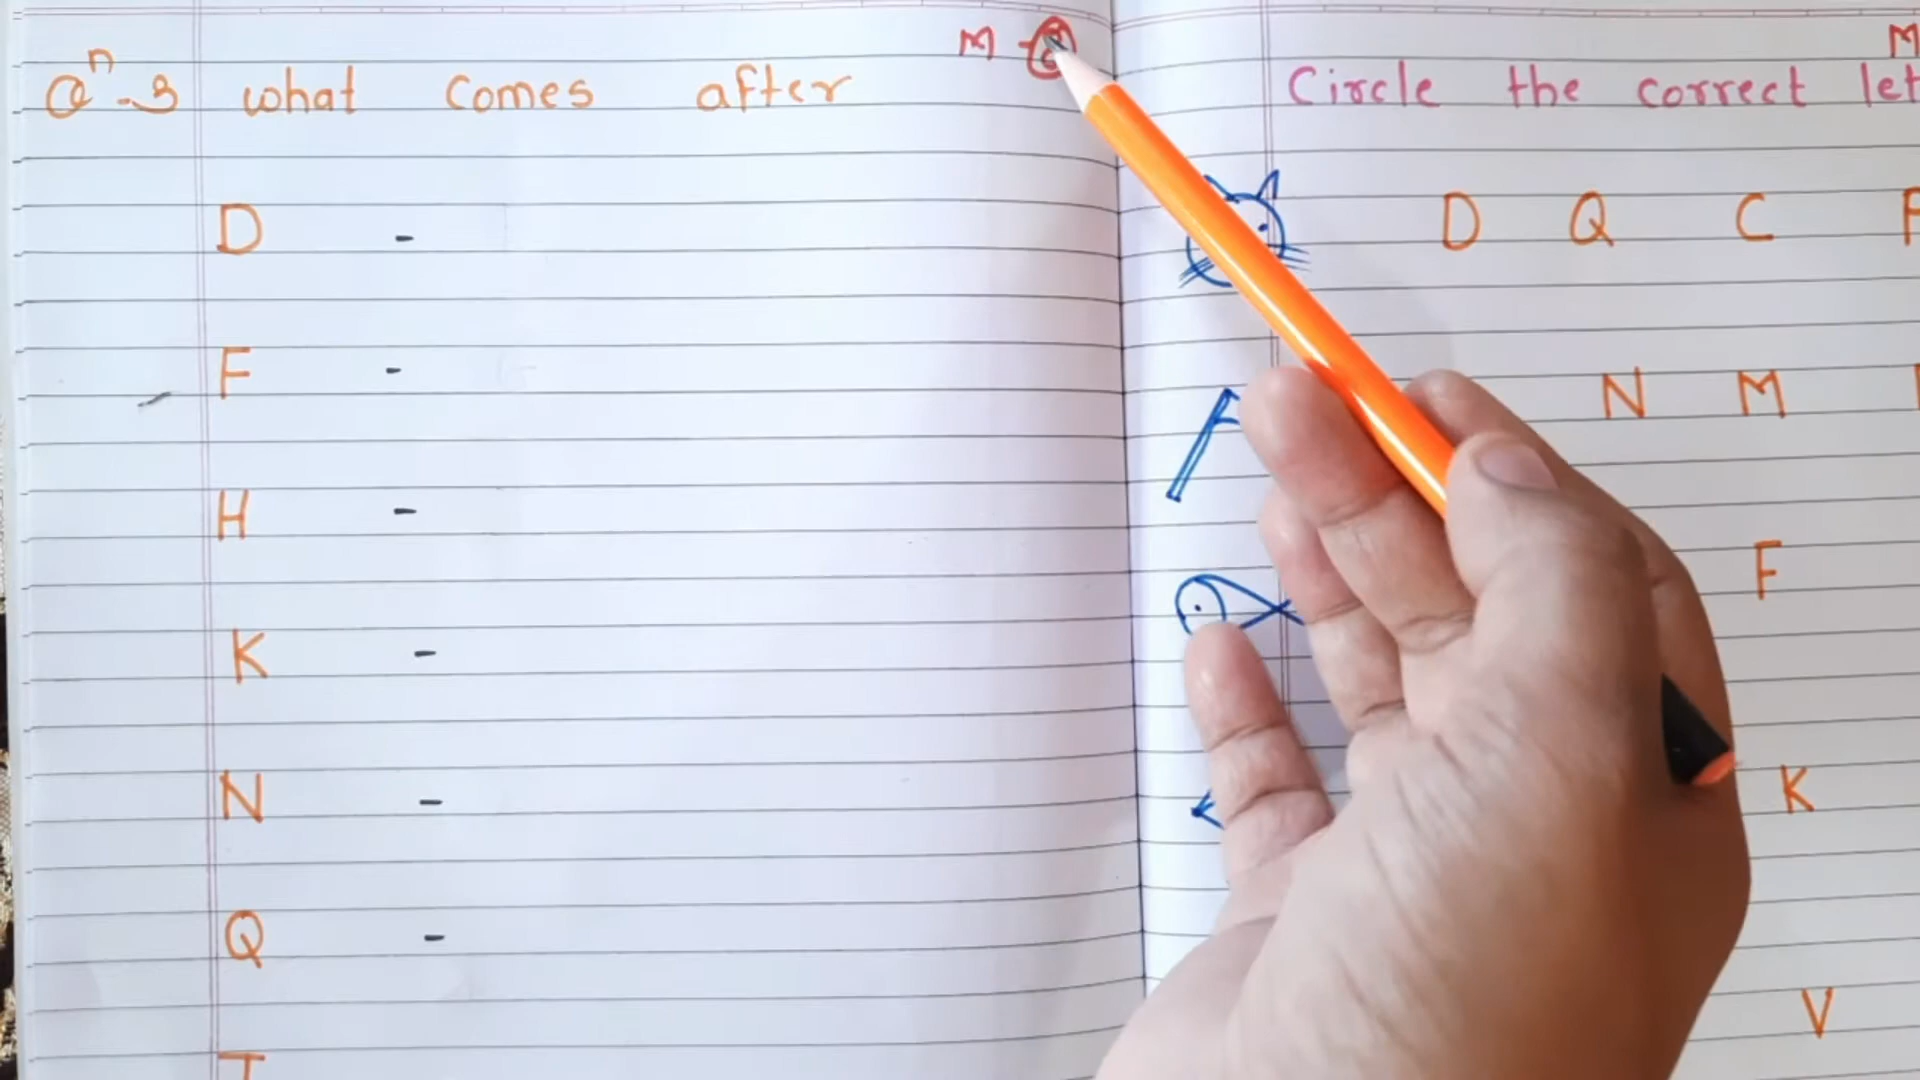 M -
Qⁿ-3 what comes after
D -
F -
H -
K -
N -
Q -
T
M
Circle the correct let
D Q C
N M
F
K
V